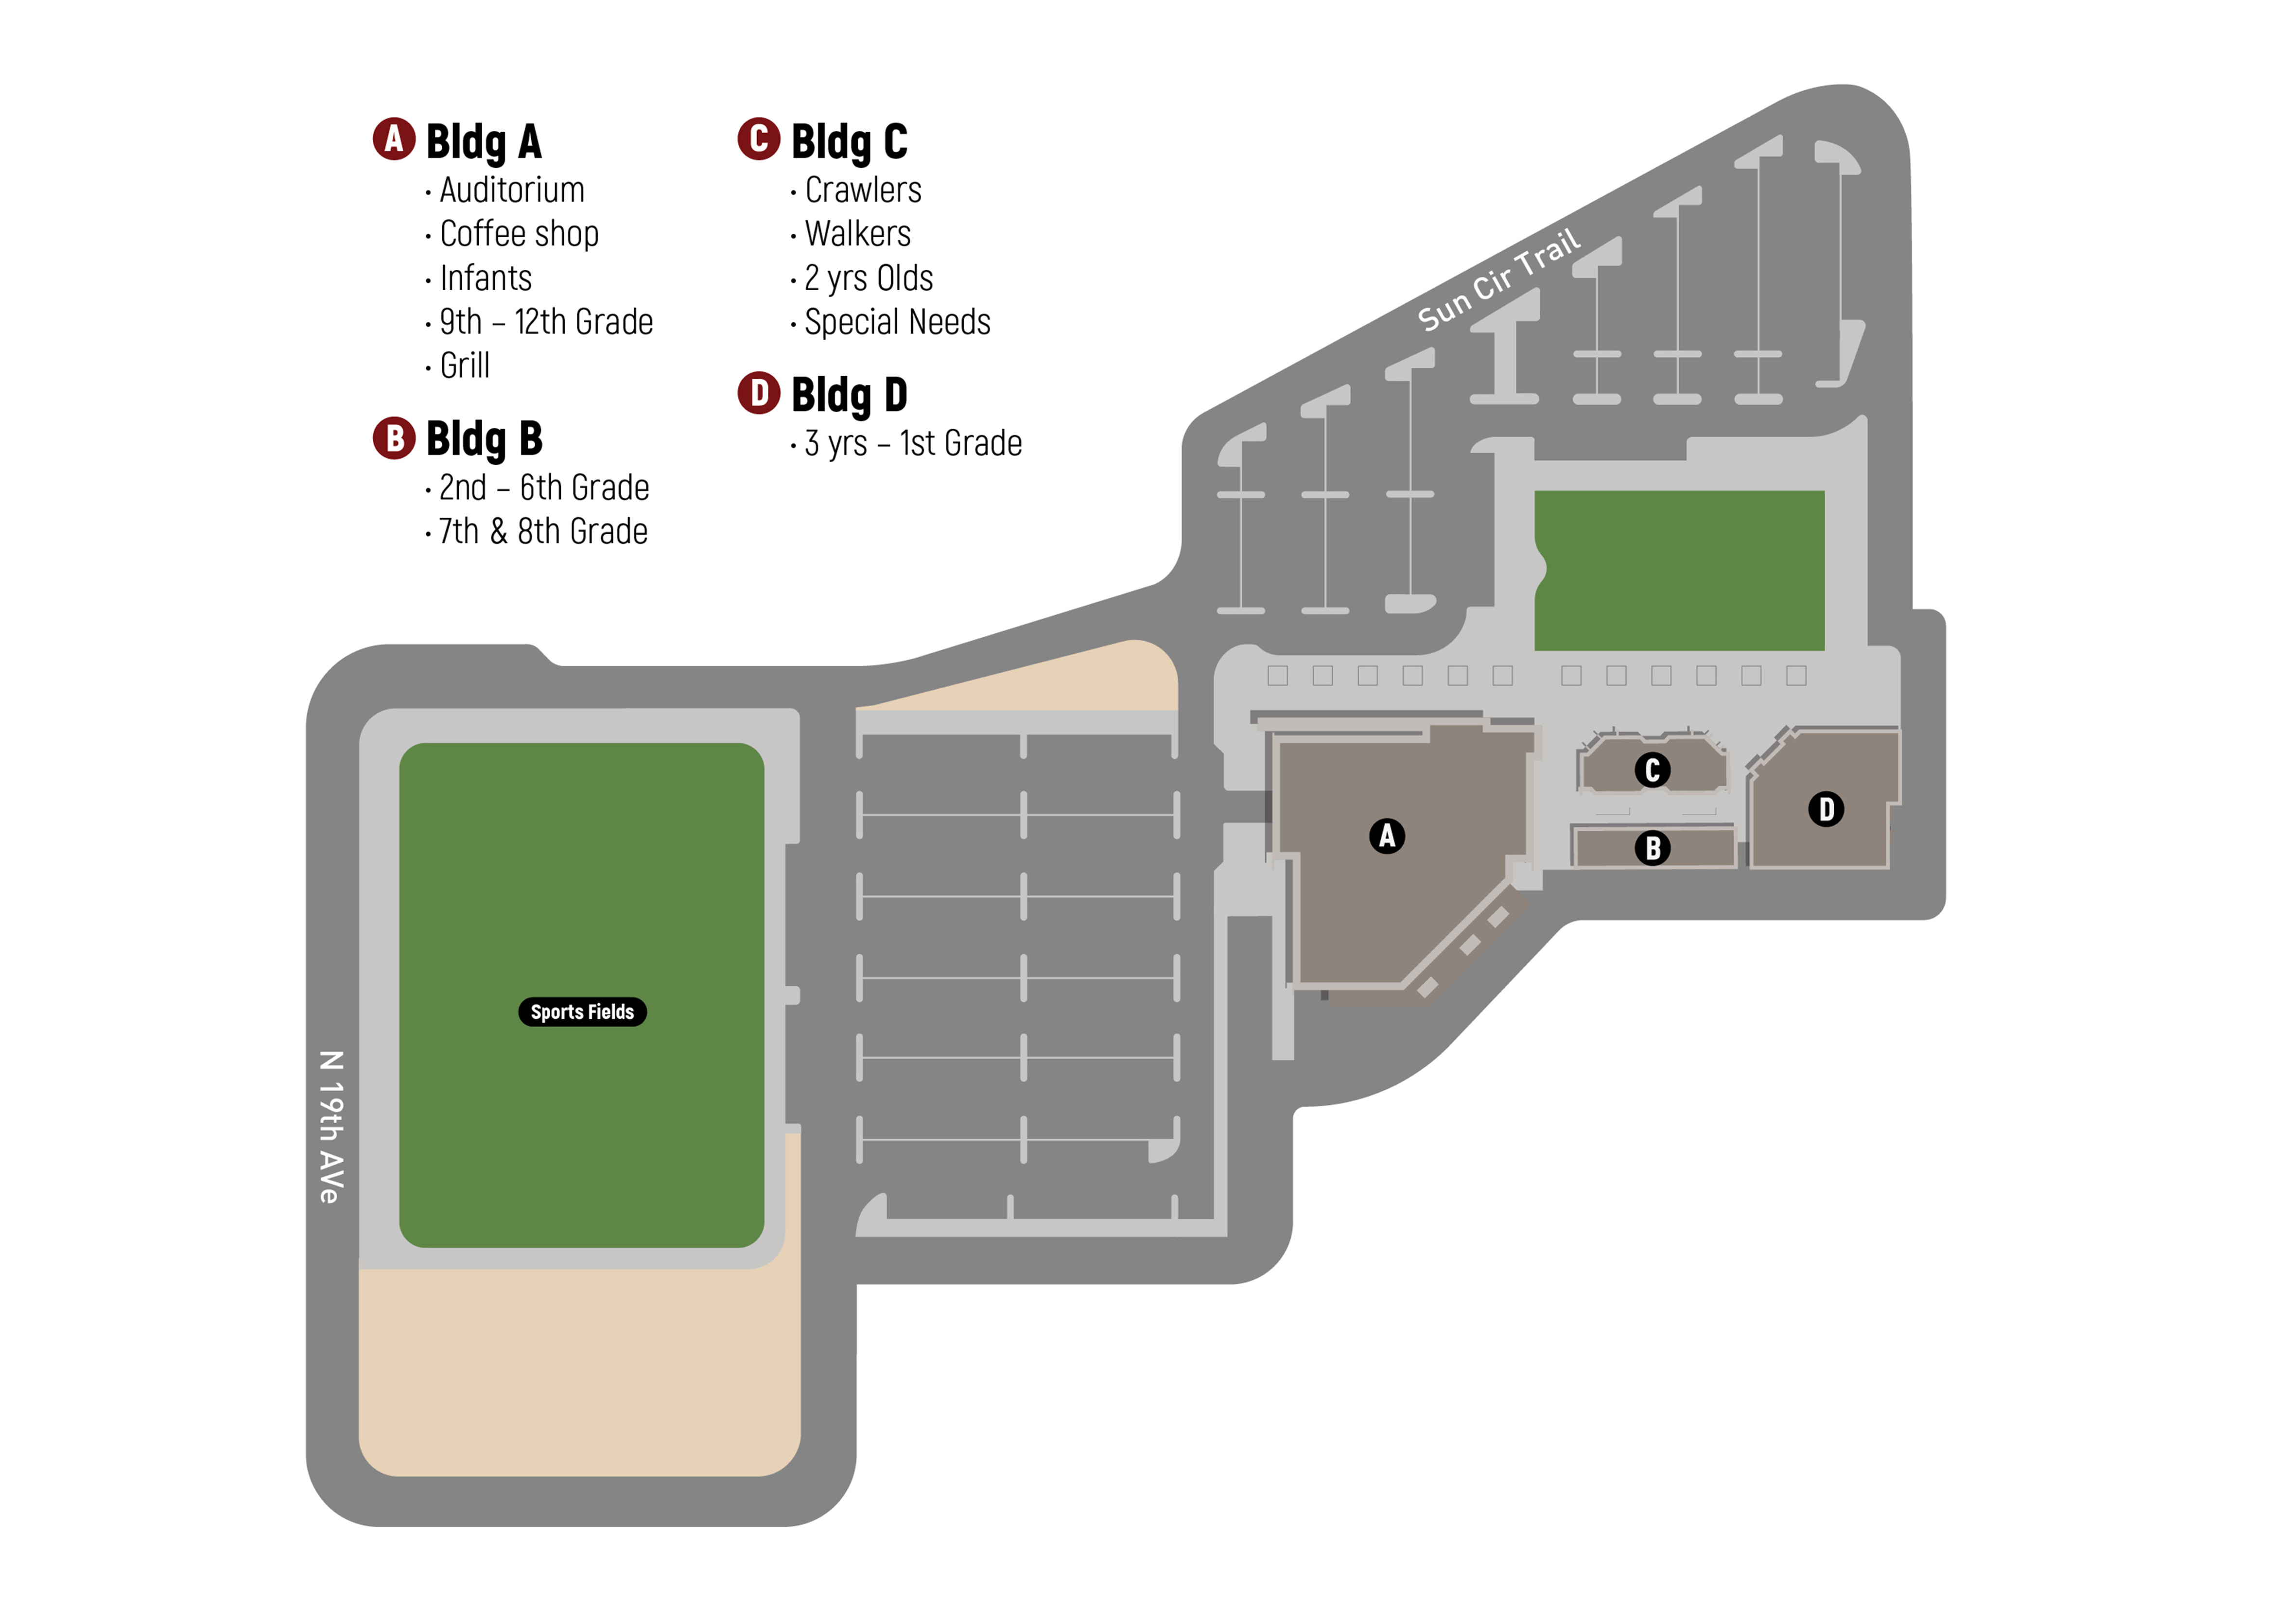 A Bldg A
· Auditorium
· Coffee shop
· Infants
· 9th – 12th Grade
· Grill
B Bldg B
· 2nd – 6th Grade
· 7th & 8th Grade
C Bldg C
· Crawlers
· Walkers
· 2 yrs Olds
· Special Needs
D Bldg D
· 3 yrs – 1st Grade
Sun Cir Trail
C
D
A
B
Sports Fields
N 19th AVe